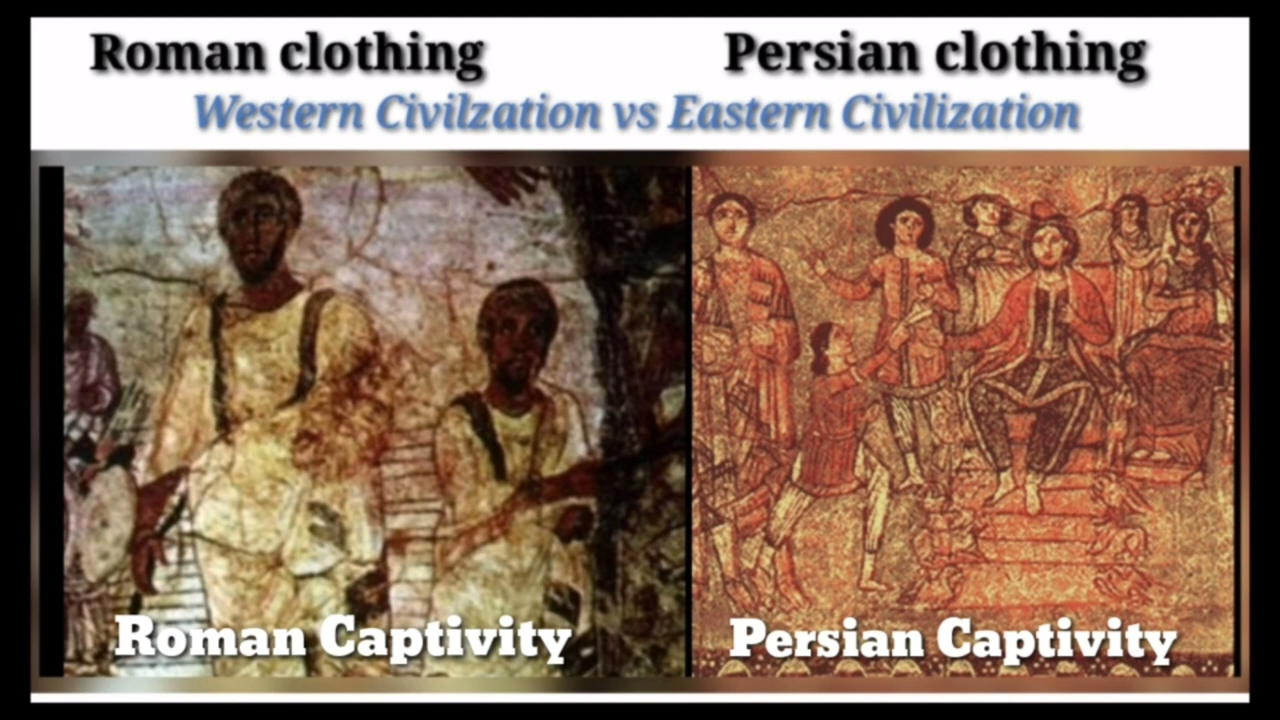 Roman clothing
Persian clothing
Western Civilzation vs Eastern Civilization
Roman Captivity
Persian Captivity